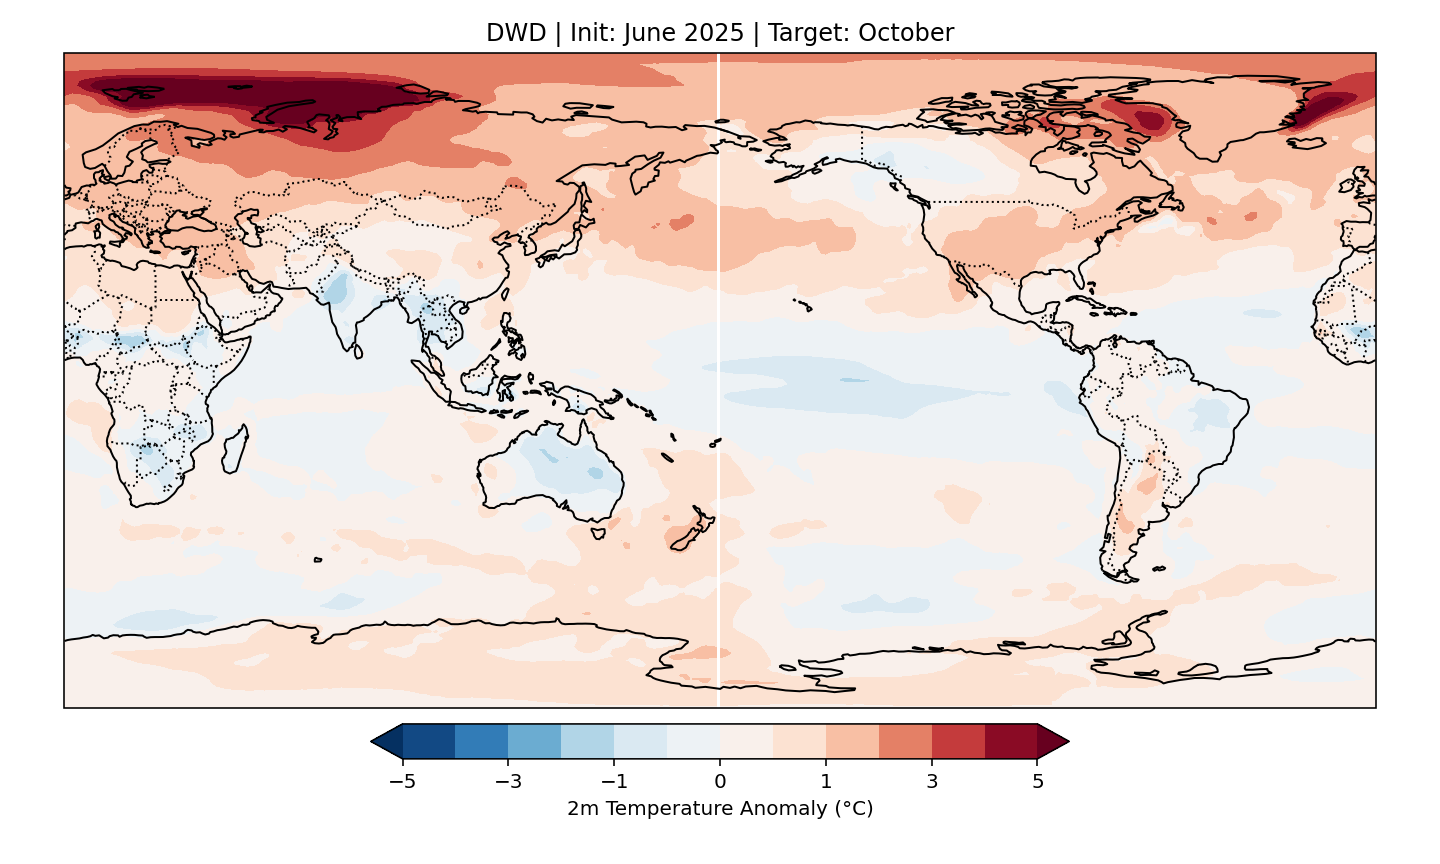 DWD | Init: June 2025 | Target: October
−5 −3 −1 0 1 3 5
2m Temperature Anomaly (°C)